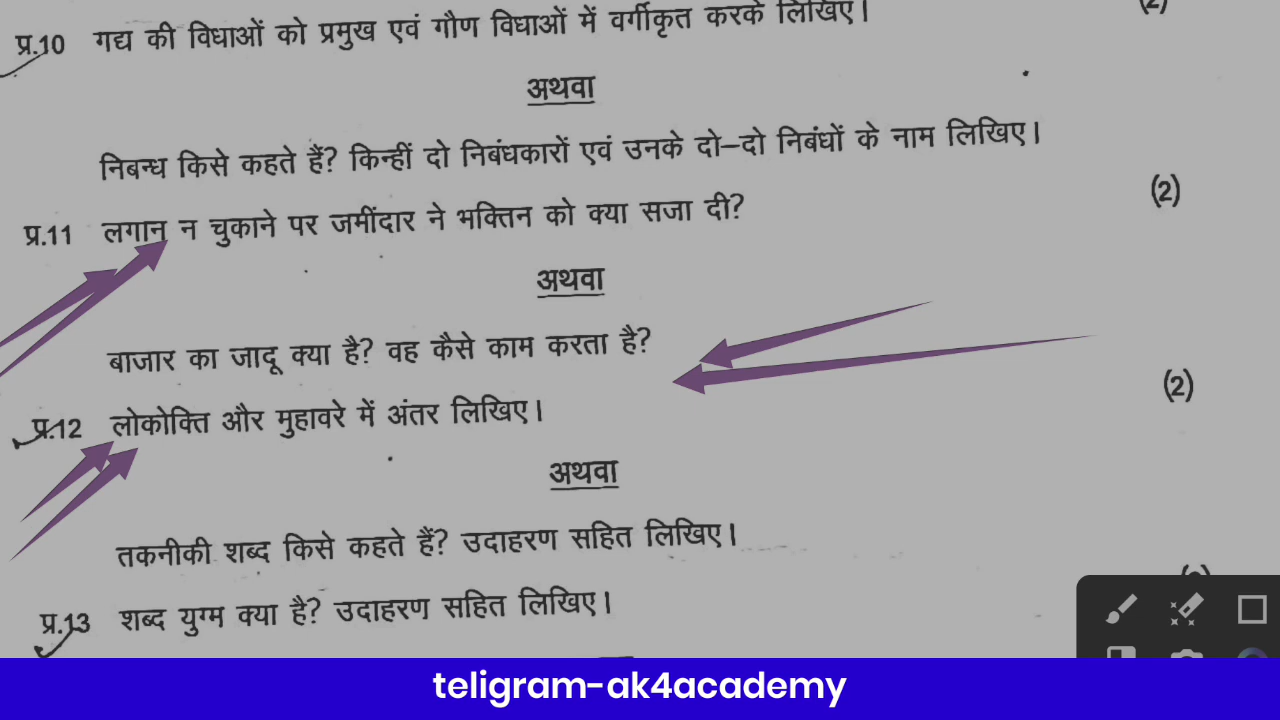 प्र.10 गद्य की विधाओं को प्रमुख एवं गौण विधाओं में वर्गीकृत करके लिखिए। (2)
अथवा
निबन्ध किसे कहते हैं? किन्हीं दो निबंधकारों एवं उनके दो–दो निबंधों के नाम लिखिए।
प्र.11 लगान न चुकाने पर जमींदार ने भक्तिन को क्या सजा दी? (2)
अथवा
बाजार का जादू क्या है? वह कैसे काम करता है?
प्र.12 लोकोक्ति और मुहावरे में अंतर लिखिए। (2)
अथवा
तकनीकी शब्द किसे कहते हैं? उदाहरण सहित लिखिए।
प्र.13 शब्द युग्म क्या है? उदाहरण सहित लिखिए।
teligram-ak4academy